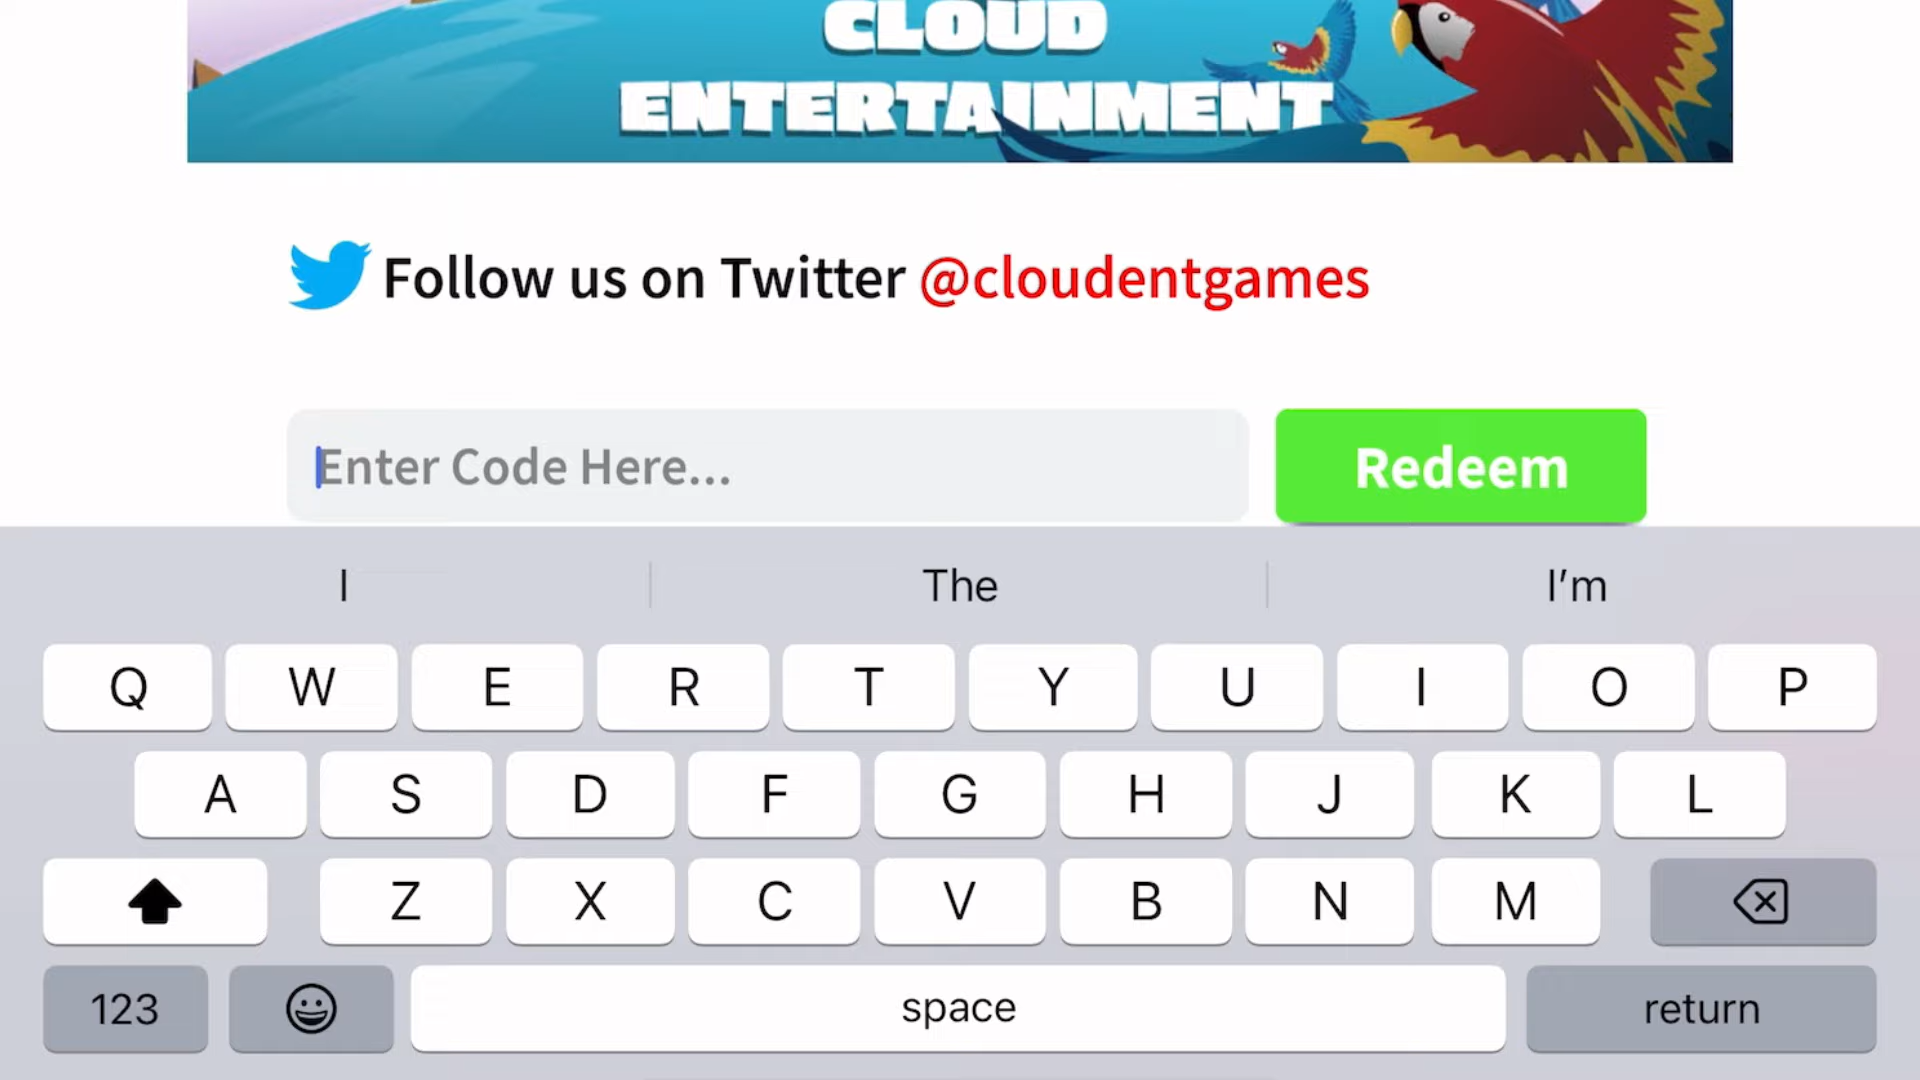 CLOUD
ENTERTAINMENT
Follow us on Twitter @cloudentgames
Enter Code Here...
Redeem
I The I’m
Q W E R T Y U I O P
A S D F G H J K L
Z X C V B N M
123 space return